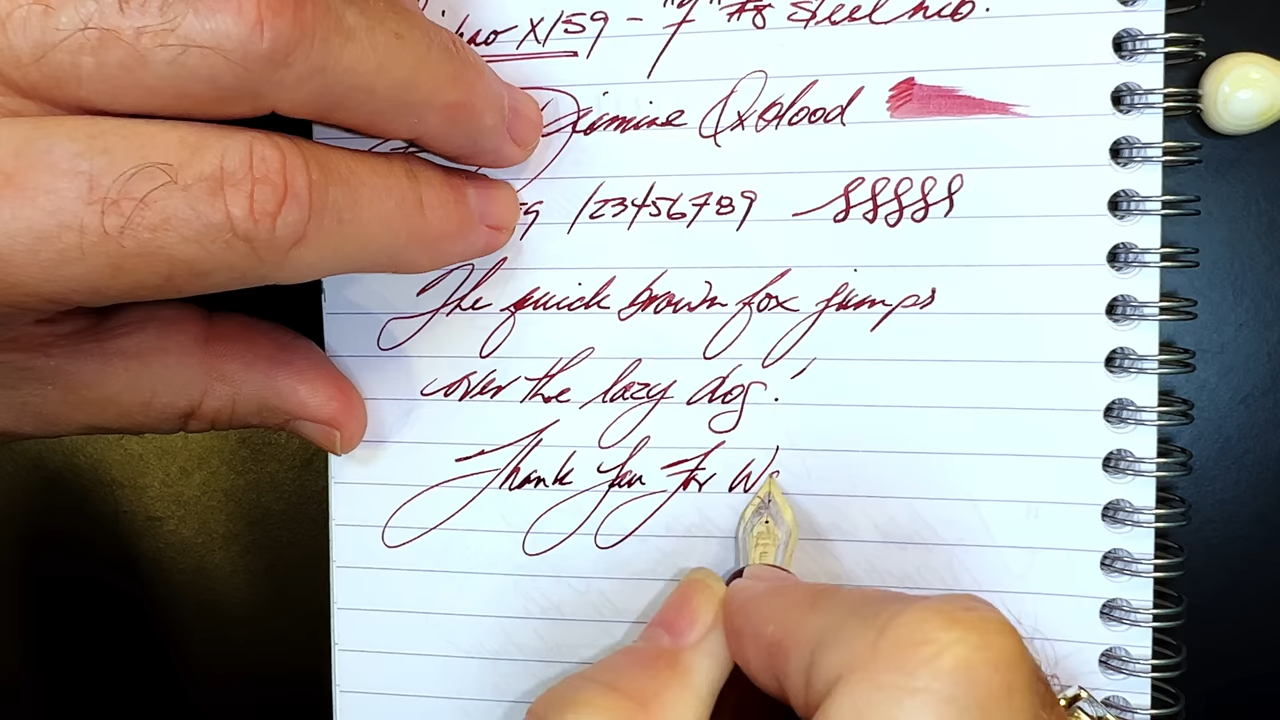 X159 - "f" #8 steel nib.
Diamine Oxblood
59 123456789
The quick brown fox jumps
over the lazy dog!
Thank You For W